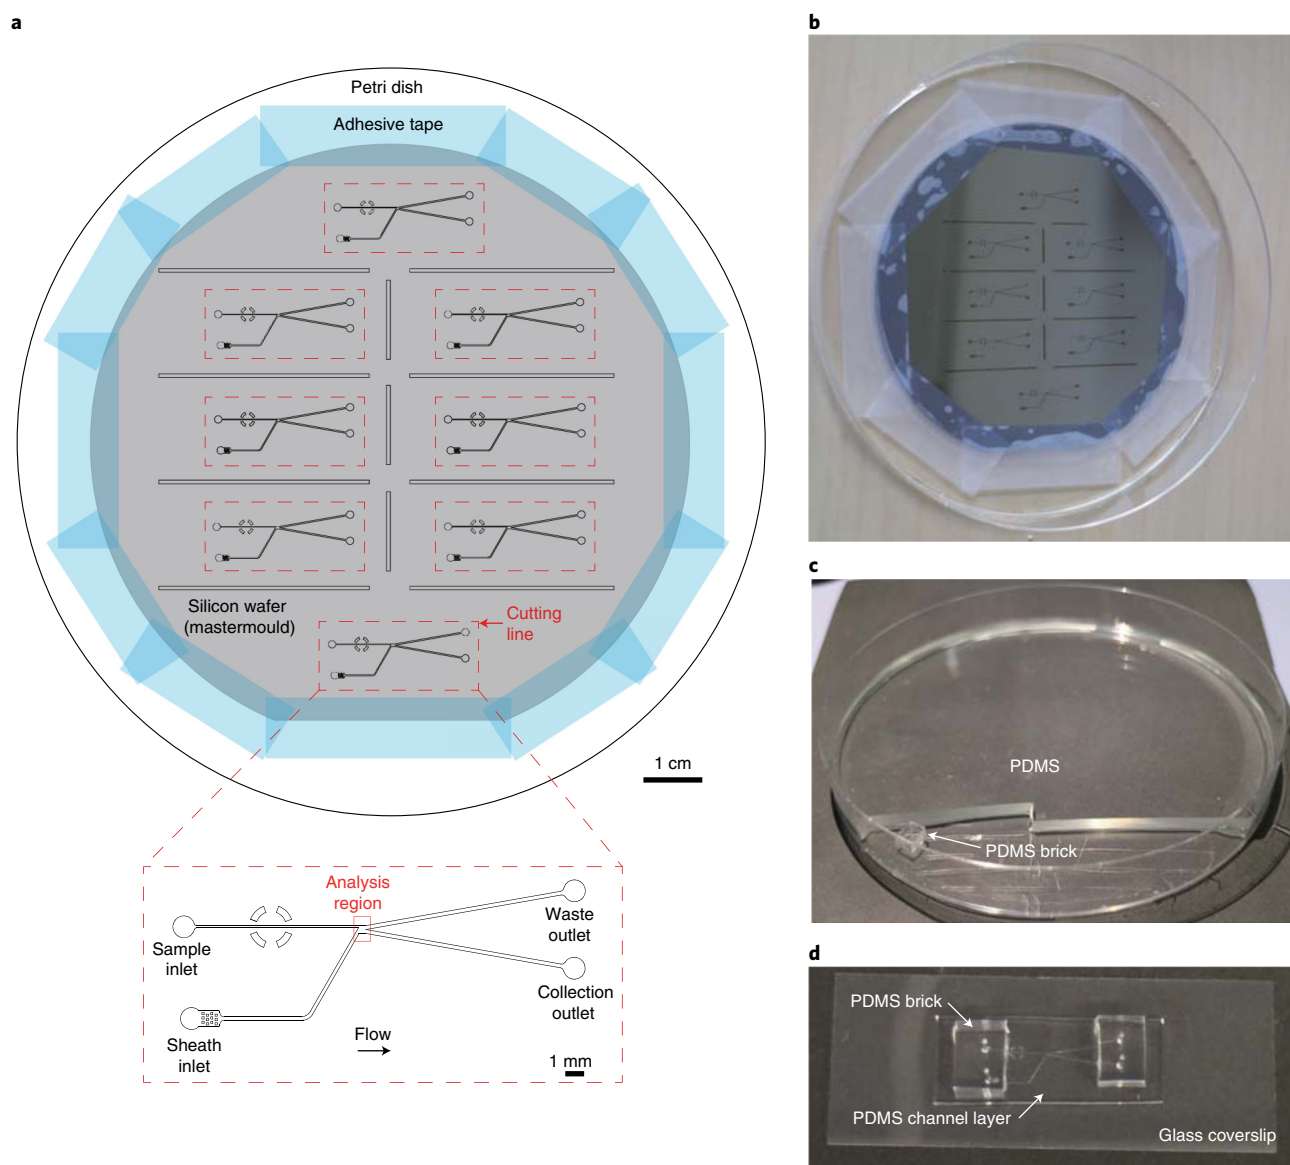 a
Petri dish
Adhesive tape
Silicon wafer
(mastermould)
Cutting
line
1 cm
Analysis
region
Sample
inlet
Waste
outlet
Collection
outlet
Sheath
inlet
Flow
1 mm
b
c
PDMS
PDMS brick
d
PDMS brick
PDMS channel layer
Glass coverslip